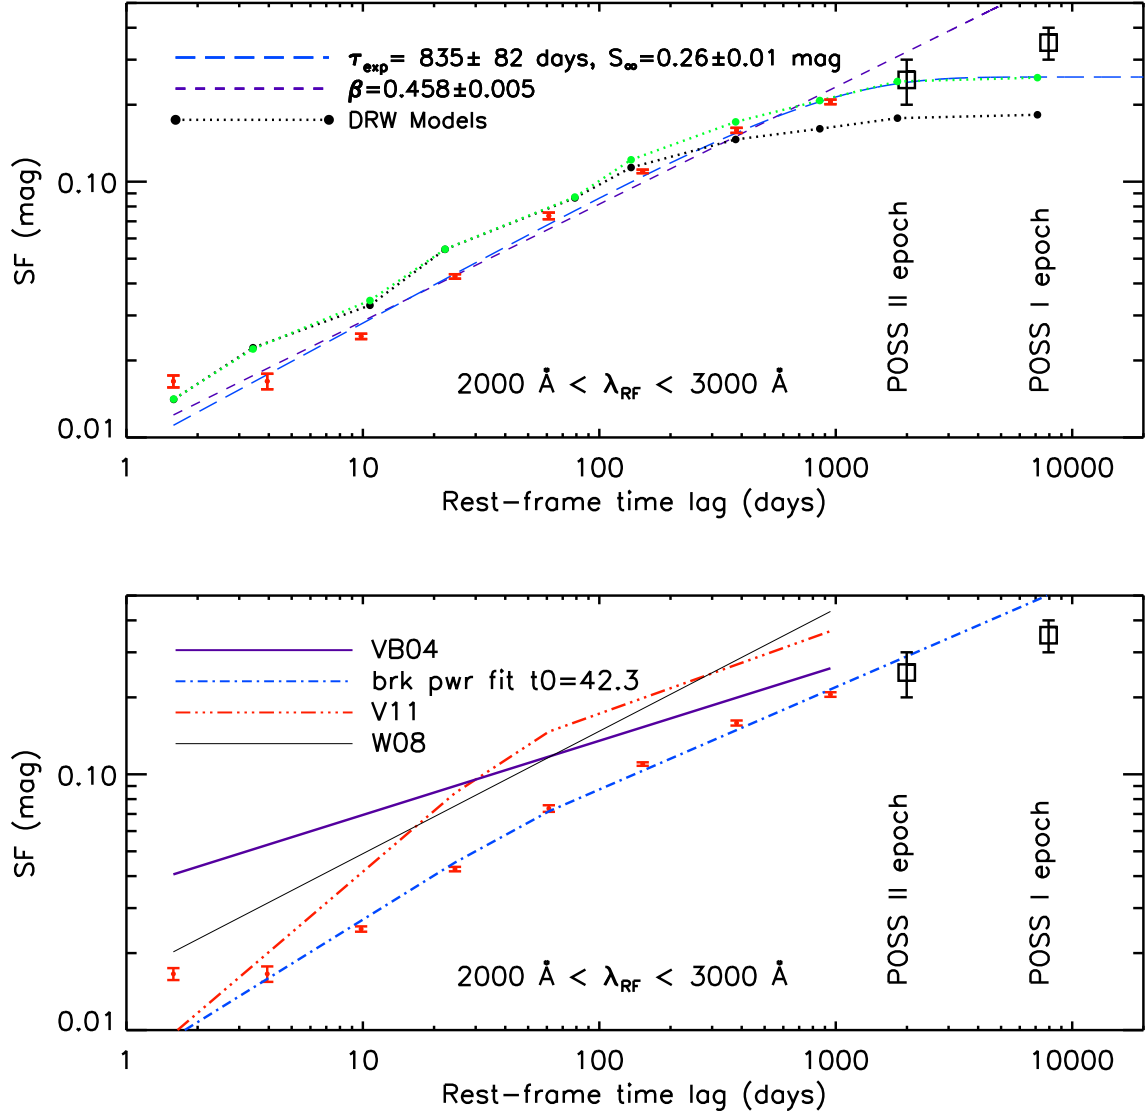 τexp= 835± 82 days, S∞=0.26±0.01 mag
β=0.458±0.005
DRW Models
SF (mag)
0.10
0.01
2000 Å < λRF < 3000 Å
POSS II epoch
POSS I epoch
1 10 100 1000 10000
Rest-frame time lag (days)
VB04
brk pwr fit t0=42.3
V11
W08
SF (mag)
0.10
0.01
2000 Å < λRF < 3000 Å
POSS II epoch
POSS I epoch
1 10 100 1000 10000
Rest-frame time lag (days)